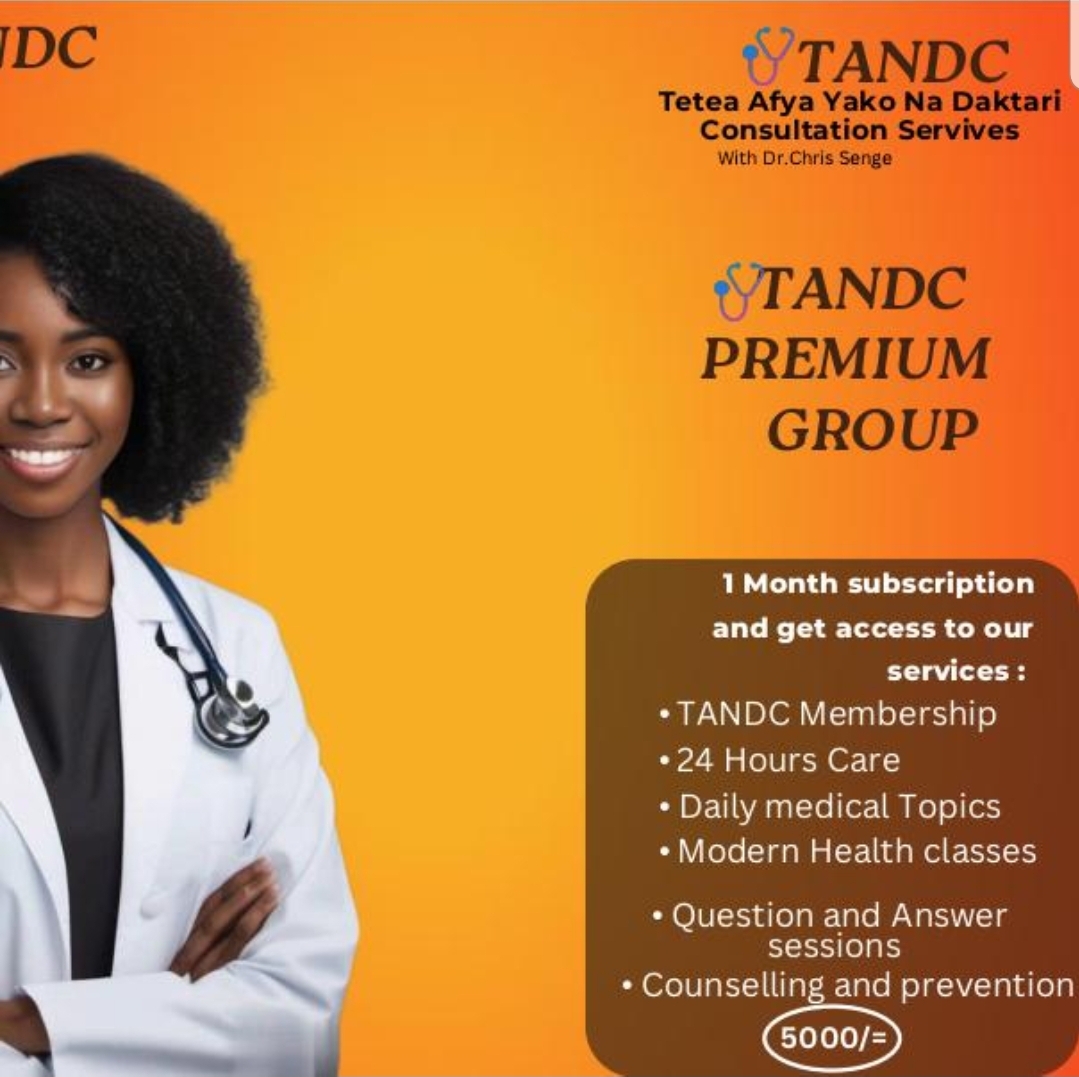 NDC
TANDC
Tetea Afya Yako Na Daktari
Consultation Servives
With Dr.Chris Senge
TANDC
PREMIUM
GROUP
1 Month subscription
and get access to our
services :
• TANDC Membership
• 24 Hours Care
• Daily medical Topics
• Modern Health classes
• Question and Answer
sessions
• Counselling and prevention
5000/=